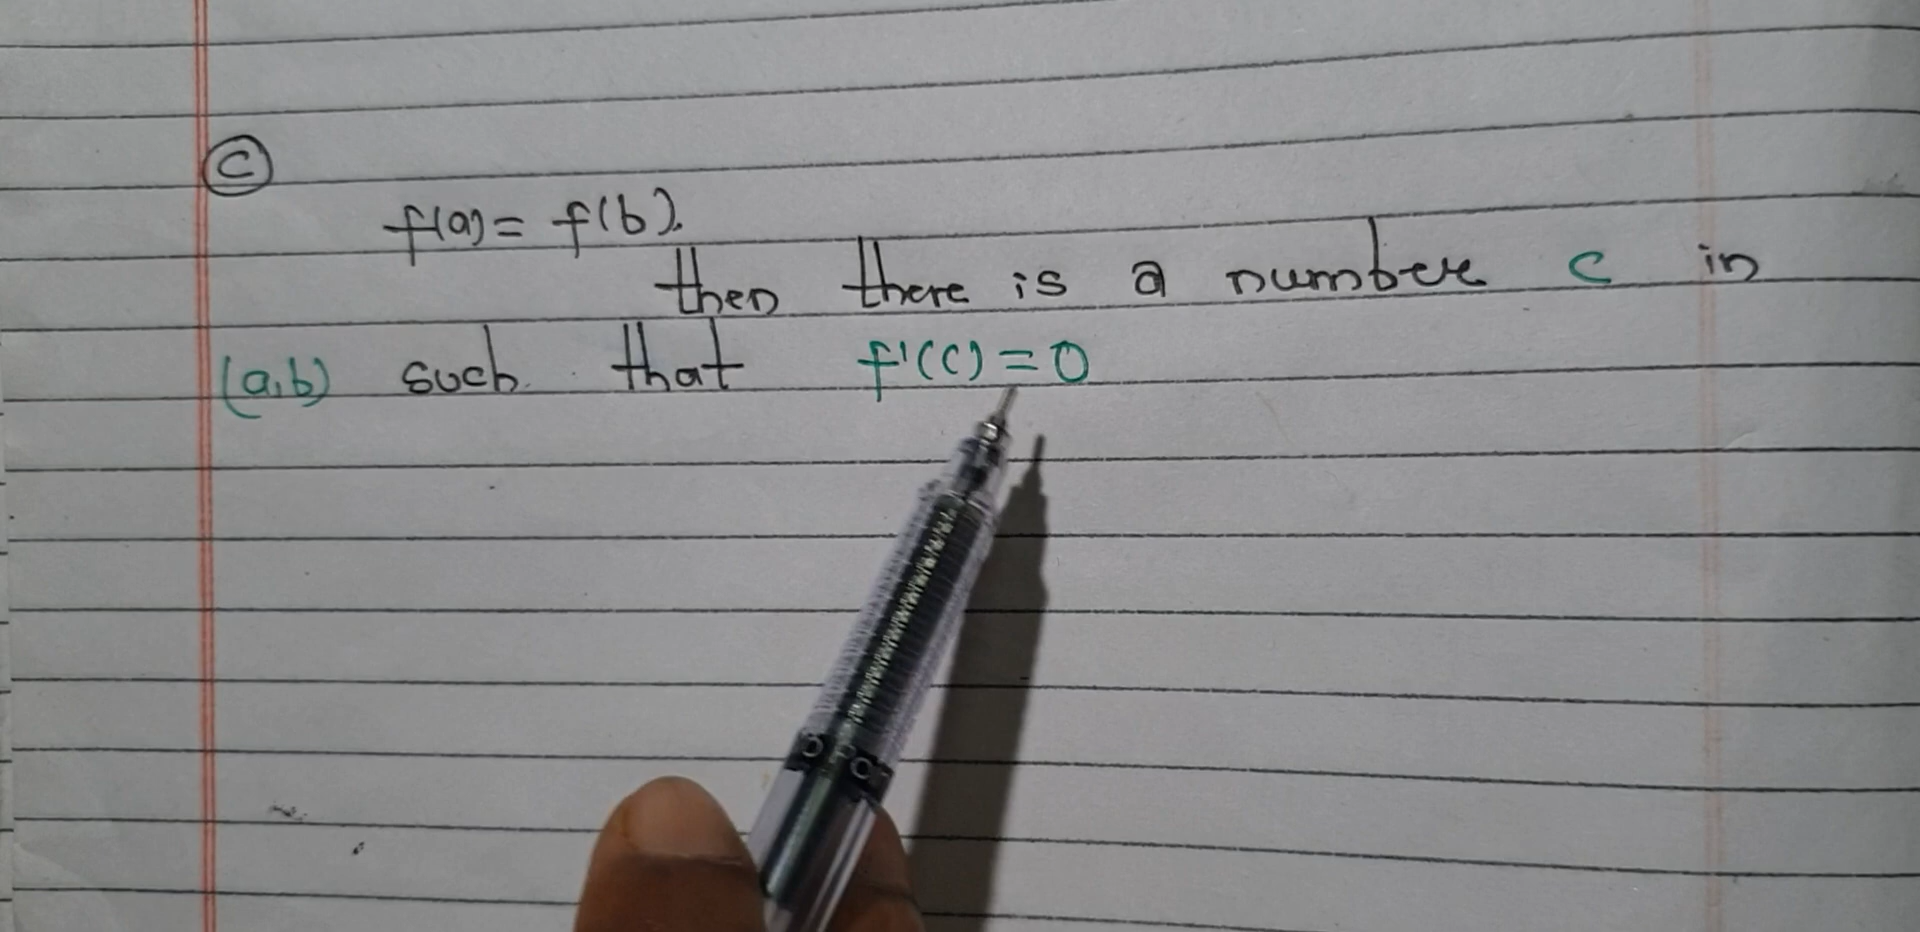 C
f(a) = f(b).
then there is a number c in
(a,b) such that f'(c) = 0